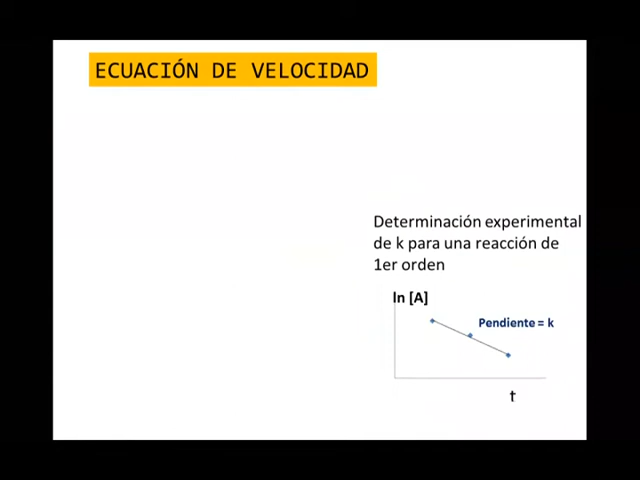 ECUACIÓN DE VELOCIDAD
Determinación experimental
de k para una reacción de
1er orden
ln [A]
Pendiente = k
t